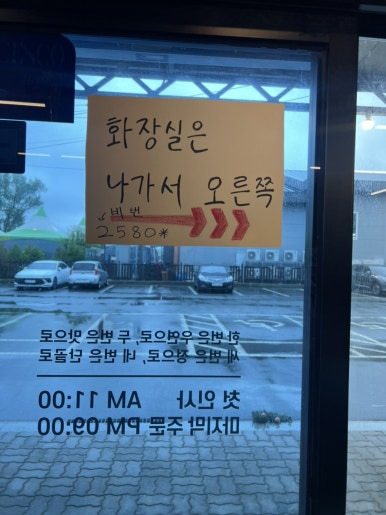 화장실은
나가서 오른쪽
비번
2580*
한 번은 우연으로, 두 번은 맛으로
세 번은 정으로, 네 번은 단골로
첫 인사 AM 11:00
마지막 주문 PM 09:00